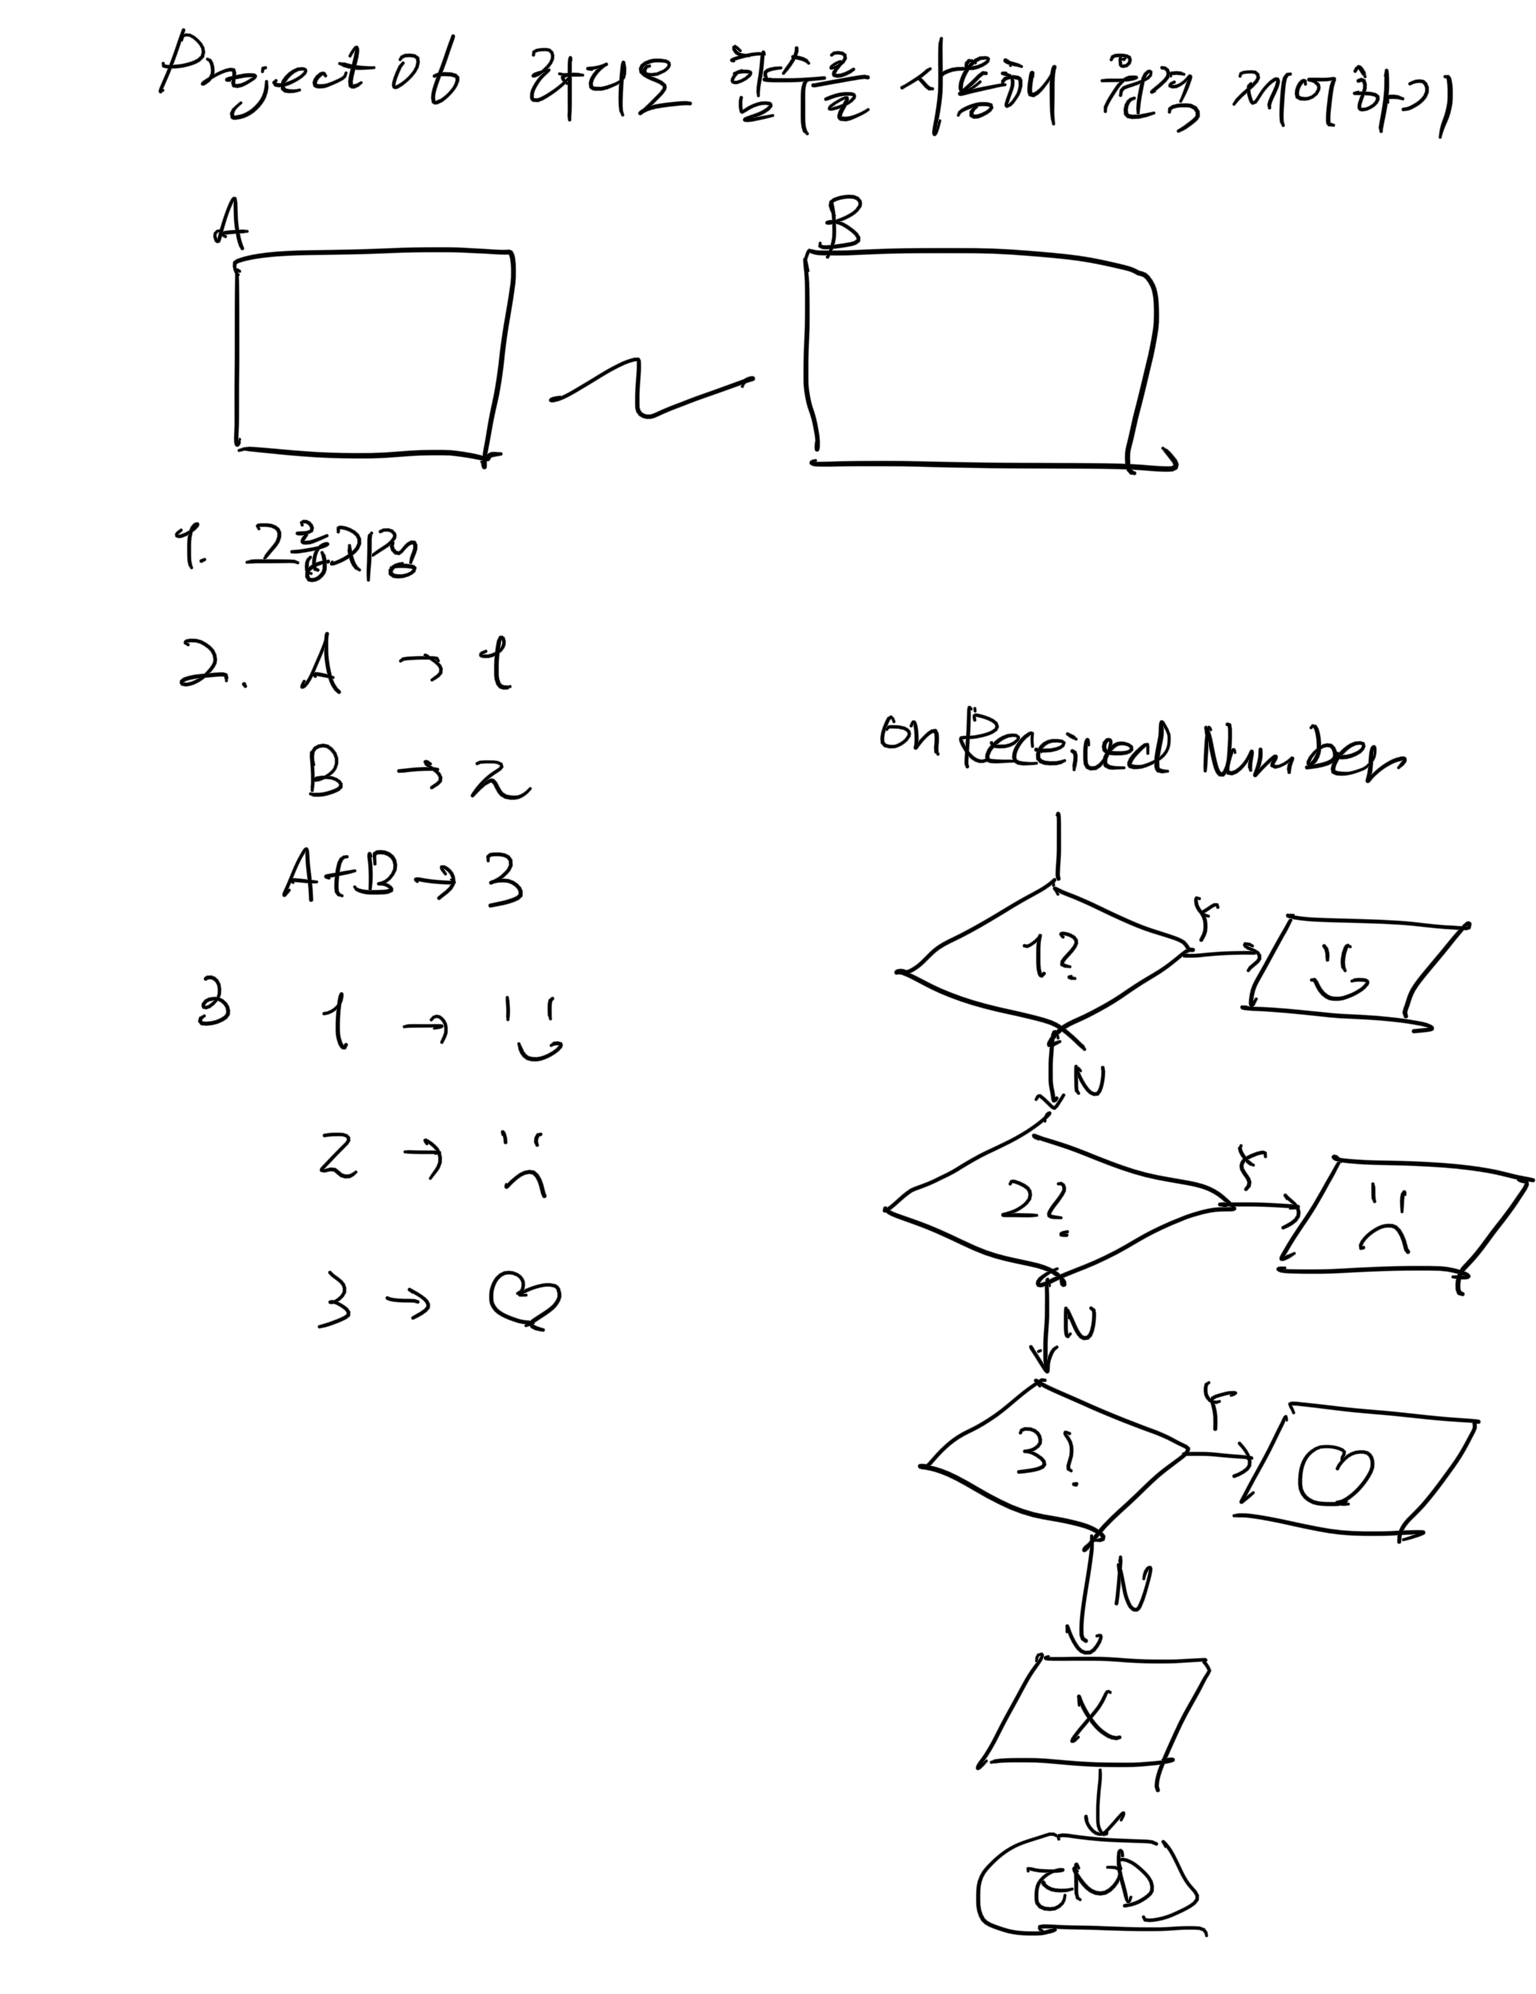 Project 06 라디오 함수를 사용해 원격 제어하기
A
B
1. 그룹지정
2. A → 1
B → 2
A+B → 3
3 1 →
2 →
3 → ♡
on Received Number
1?
Y
N
2?
Y
N
3?
Y
♡
N
X
END